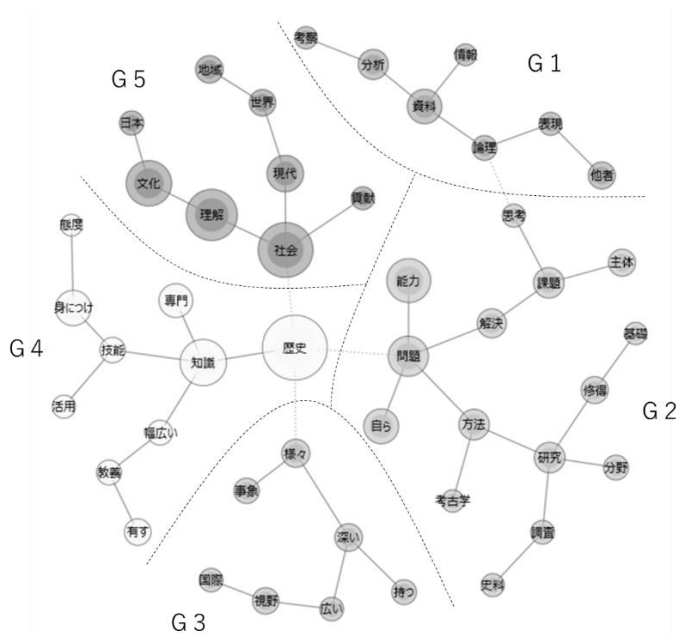 G 1
考察
分析
情報
資料
論理
表現
他者
G 5
地域
世界
日本
現代
文化
理解
貢献
社会
G 4
態度
専門
身につけ
技能
知識
歴史
活用
幅広い
教養
有す
G 2
思考
主体
課題
能力
解決
問題
基礎
修得
自ら
方法
研究
分野
考古学
調査
史料
G 3
様々
事象
深い
国際
視野
広い
持つ